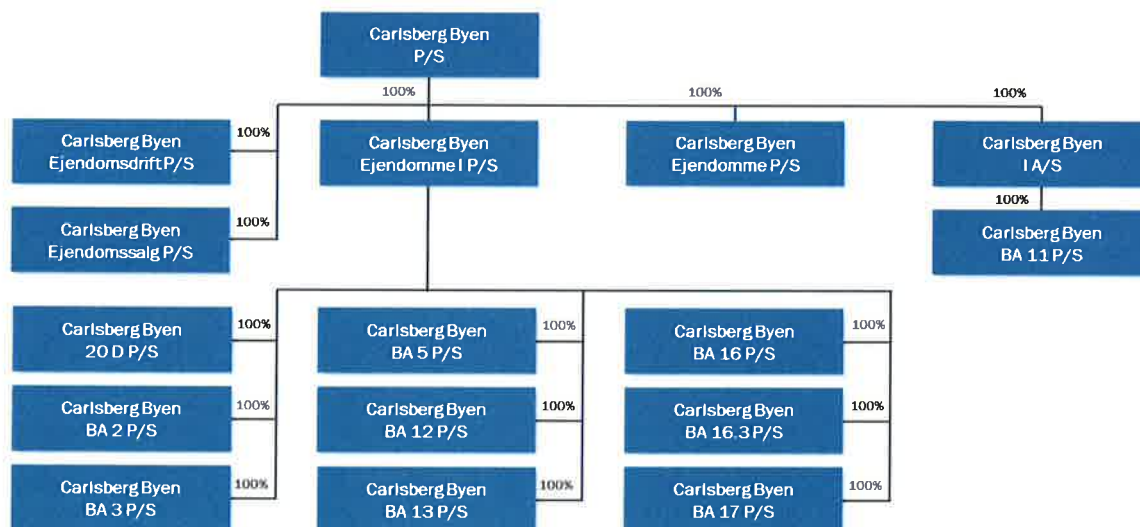 Carlsberg Byen
P/S
100%
100%
100%
Carlsberg Byen
Ejendomsdrift P/S
100%
Carlsberg Byen
Ejendomme I P/S
Carlsberg Byen
Ejendomme P/S
Carlsberg Byen
I A/S
Carlsberg Byen
Ejendomssalg P/S
100%
100%
Carlsberg Byen
BA 11 P/S
Carlsberg Byen
20 D P/S
100%
Carlsberg Byen
BA 5 P/S
100%
Carlsberg Byen
BA 16 P/S
100%
Carlsberg Byen
BA 2 P/S
100%
Carlsberg Byen
BA 12 P/S
100%
Carlsberg Byen
BA 16.3 P/S
100%
Carlsberg Byen
BA 3 P/S
100%
Carlsberg Byen
BA 13 P/S
100%
Carlsberg Byen
BA 17 P/S
100%